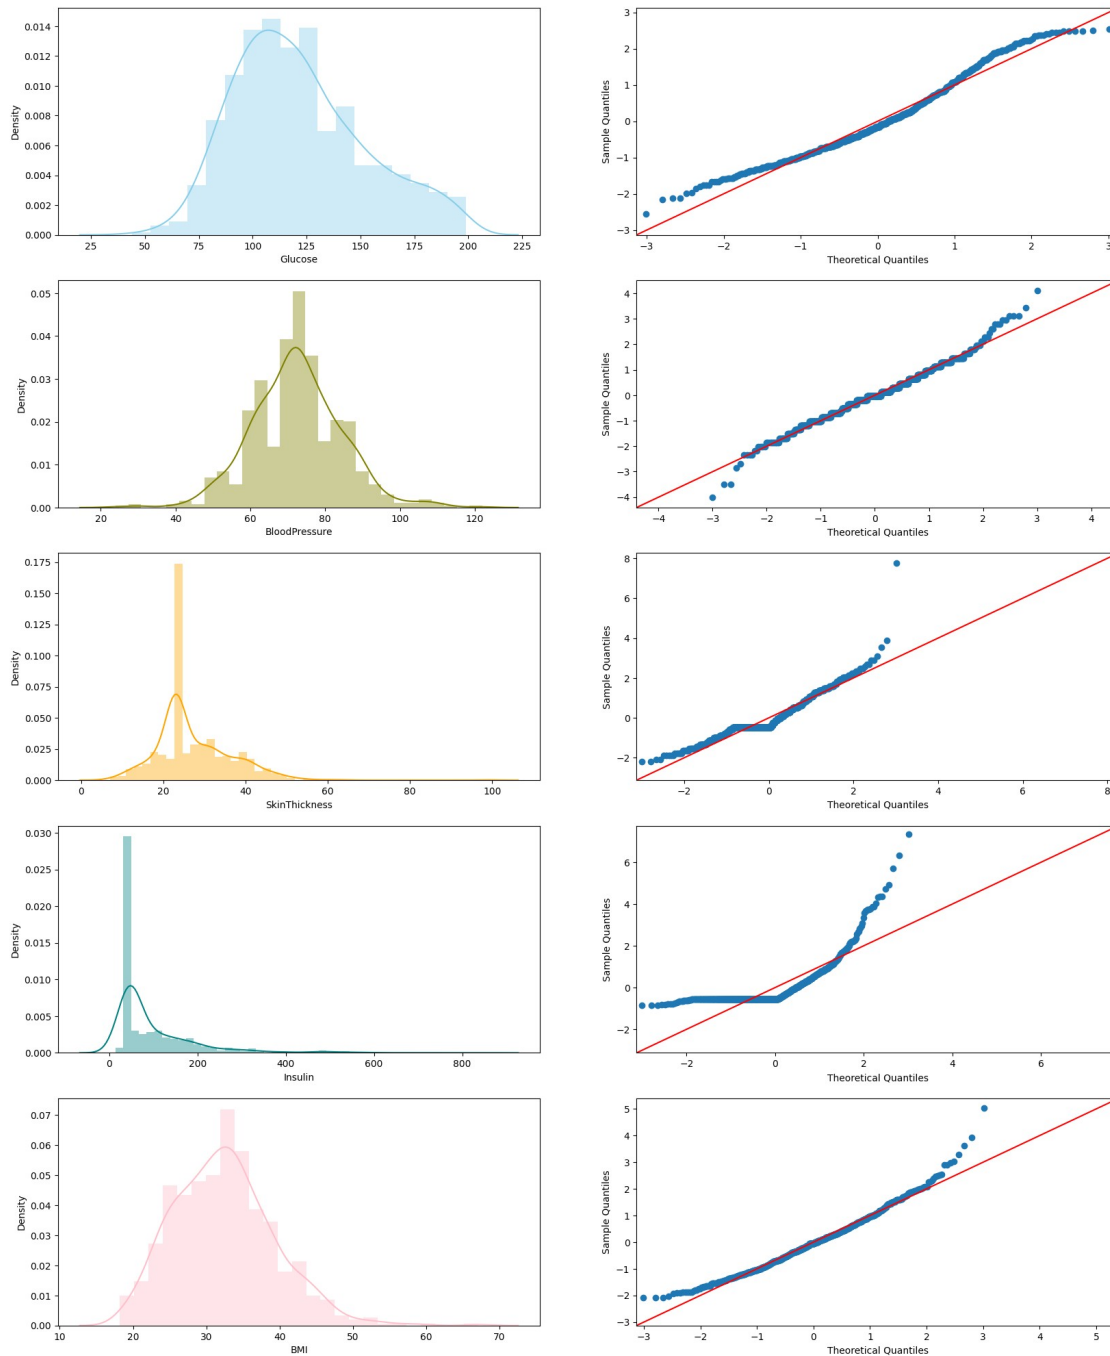 0.014
0.012
0.010
0.008
0.006
0.004
0.002
0.000
Density
25 50 75 100 125 150 175 200 225
Glucose
3
2
1
0
−1
−2
−3
Sample Quantiles
−3 −2 −1 0 1 2 3
Theoretical Quantiles
0.05
0.04
0.03
0.02
0.01
0.00
Density
20 40 60 80 100 120
BloodPressure
4
3
2
1
0
−1
−2
−3
−4
Sample Quantiles
−4 −3 −2 −1 0 1 2 3 4
Theoretical Quantiles
0.175
0.150
0.125
0.100
0.075
0.050
0.025
0.000
Density
0 20 40 60 80 100
SkinThickness
8
6
4
2
0
−2
Sample Quantiles
−2 0 2 4 6 8
Theoretical Quantiles
0.030
0.025
0.020
0.015
0.010
0.005
0.000
Density
0 200 400 600 800
Insulin
6
4
2
0
−2
Sample Quantiles
−2 0 2 4 6
Theoretical Quantiles
0.07
0.06
0.05
0.04
0.03
0.02
0.01
0.00
Density
10 20 30 40 50 60 70
BMI
5
4
3
2
1
0
−1
−2
−3
Sample Quantiles
−3 −2 −1 0 1 2 3 4 5
Theoretical Quantiles